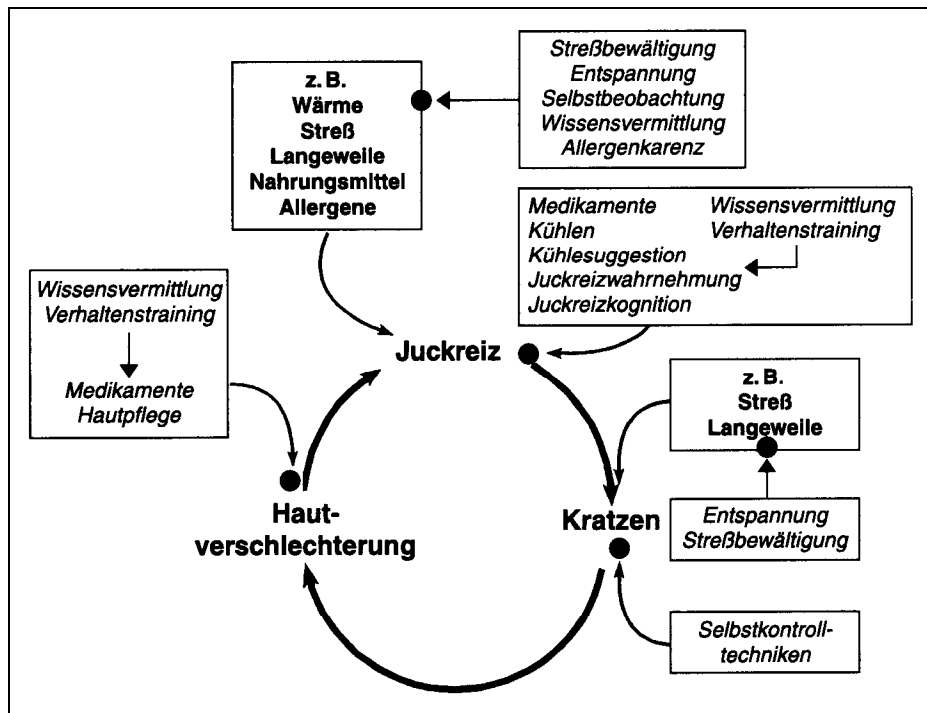 z. B.
Wärme
Streß
Langeweile
Nahrungsmittel
Allergene
Streßbewältigung
Entspannung
Selbstbeobachtung
Wissensvermittlung
Allergenkarenz
Medikamente
Kühlen
Kühlesuggestion
Juckreizwahrnehmung
Juckreizkognition
Wissensvermittlung
Verhaltenstraining
Wissensvermittlung
Verhaltenstraining
Medikamente
Hautpflege
Juckreiz
z. B.
Streß
Langeweile
Haut-
verschlechterung
Kratzen
Entspannung
Streßbewältigung
Selbstkontroll-
techniken